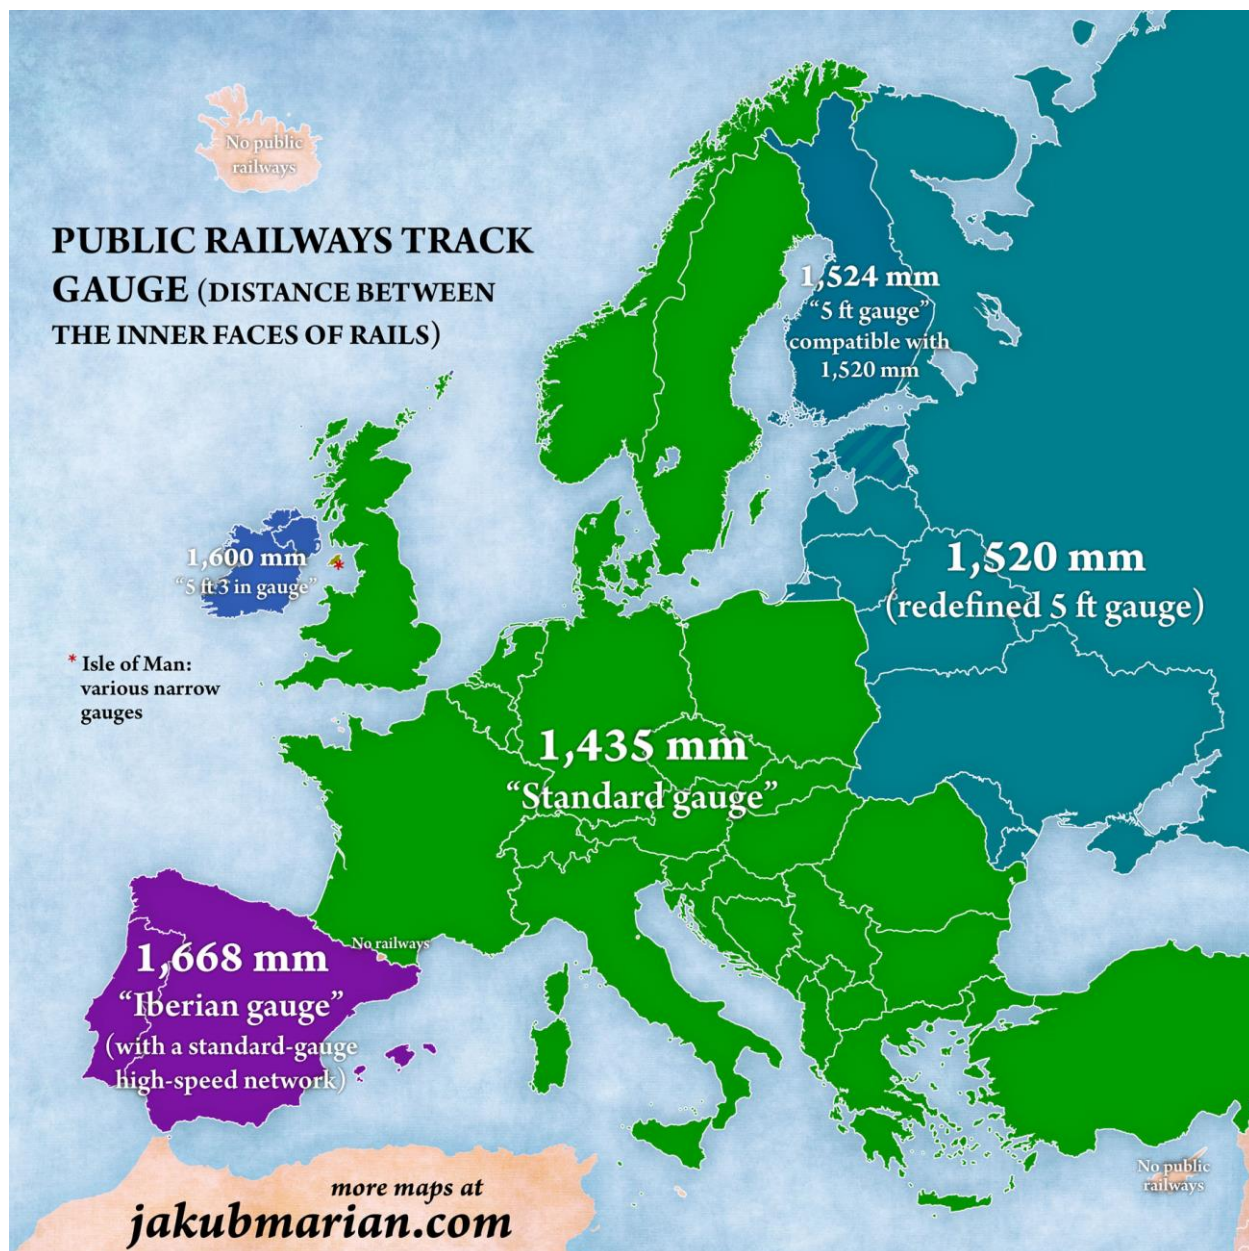 No public
railways
PUBLIC RAILWAYS TRACK
GAUGE (DISTANCE BETWEEN
THE INNER FACES OF RAILS)
1,524 mm
“5 ft gauge”
compatible with
1,520 mm
1,600 mm
“5 ft 3 in gauge”
1,520 mm
(redefined 5 ft gauge)
* Isle of Man:
various narrow
gauges
*
1,435 mm
“Standard gauge”
No railways
1,668 mm
“Iberian gauge”
(with a standard-gauge
high-speed network)
No public
railways
more maps at
jakubmarian.com